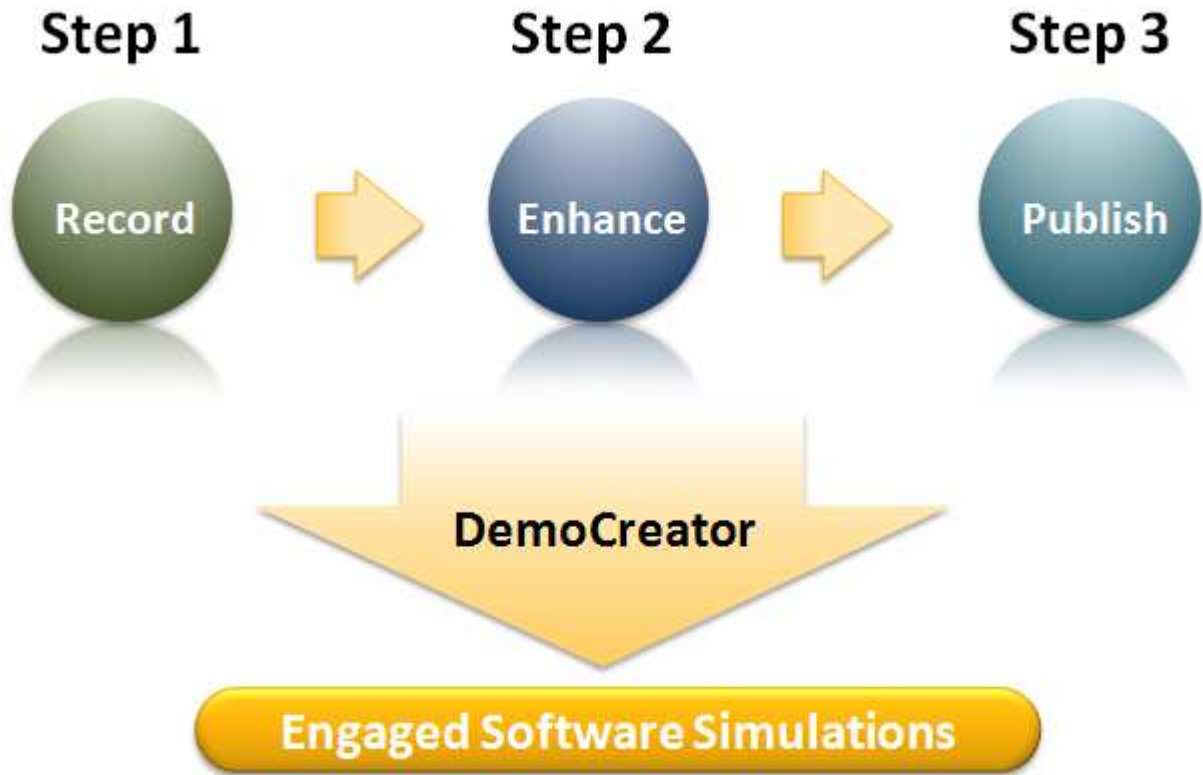 Step 1
Step 2
Step 3
Record
Enhance
Publish
DemoCreator
Engaged Software Simulations